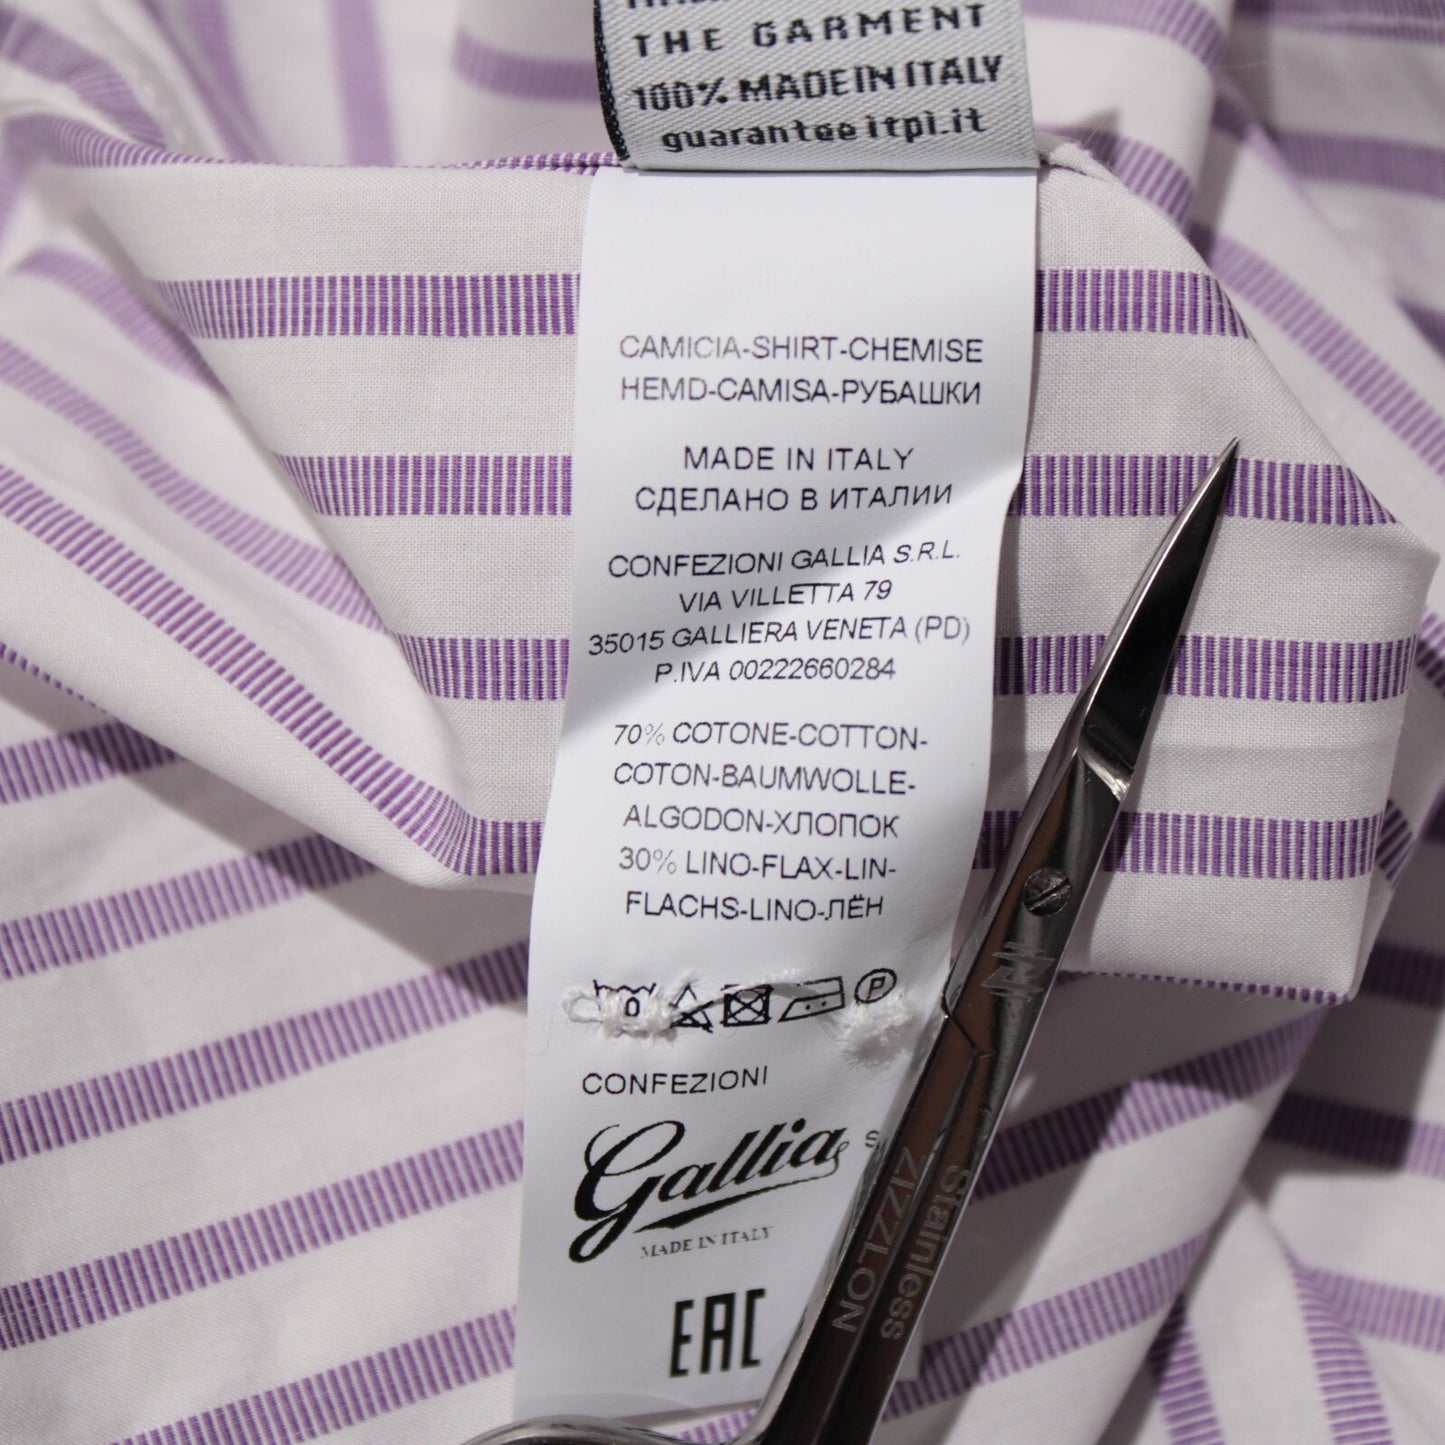 THE GARMENT
100% MADE IN ITALY
guarantee itpi.it
CAMICIA-SHIRT-CHEMISE
HEMD-CAMISA-РУБАШКИ
MADE IN ITALY
СДЕЛАНО В ИТАЛИИ
CONFEZIONI GALLIA S.R.L.
VIA VILLETTA 79
35015 GALLIERA VENETA (PD)
P.IVA 00222660284
70% COTONE-COTTON-
COTON-BAUMWOLLE-
ALGODON-ХЛОПОК
30% LINO-FLAX-LIN-
FLACHS-LINO-ЛЁН
P
CONFEZIONI
Gallia
MADE IN ITALY
EAC
ZIZZLON
Stainless